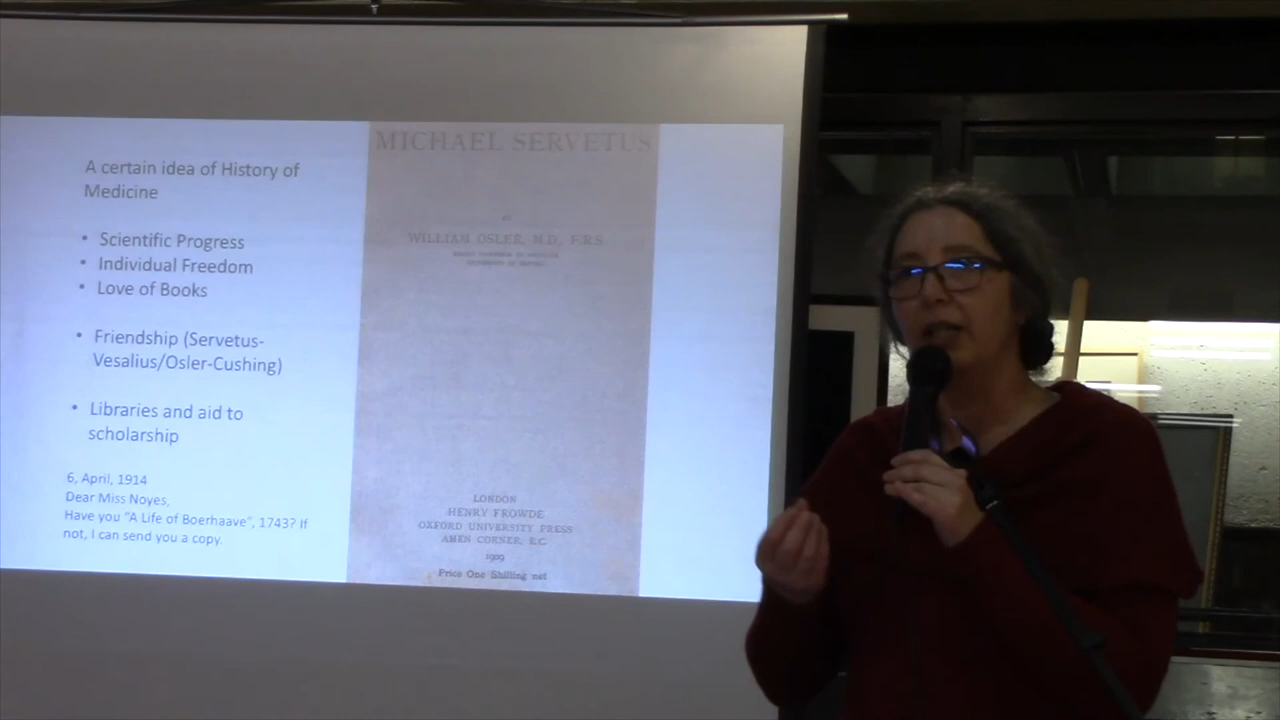 A certain idea of History of
Medicine
• Scientific Progress
• Individual Freedom
• Love of Books
• Friendship (Servetus-
Vesalius/Osler-Cushing)
• Libraries and aid to
scholarship
6, April, 1914
Dear Miss Noyes,
Have you “A Life of Boerhaave”, 1743? If
not, I can send you a copy.
MICHAEL SERVETUS
BY
WILLIAM OSLER, M.D., F.R.S.
LONDON
HENRY FROWDE
OXFORD UNIVERSITY PRESS
AMEN CORNER, E.C.
1909
Price One Shilling net